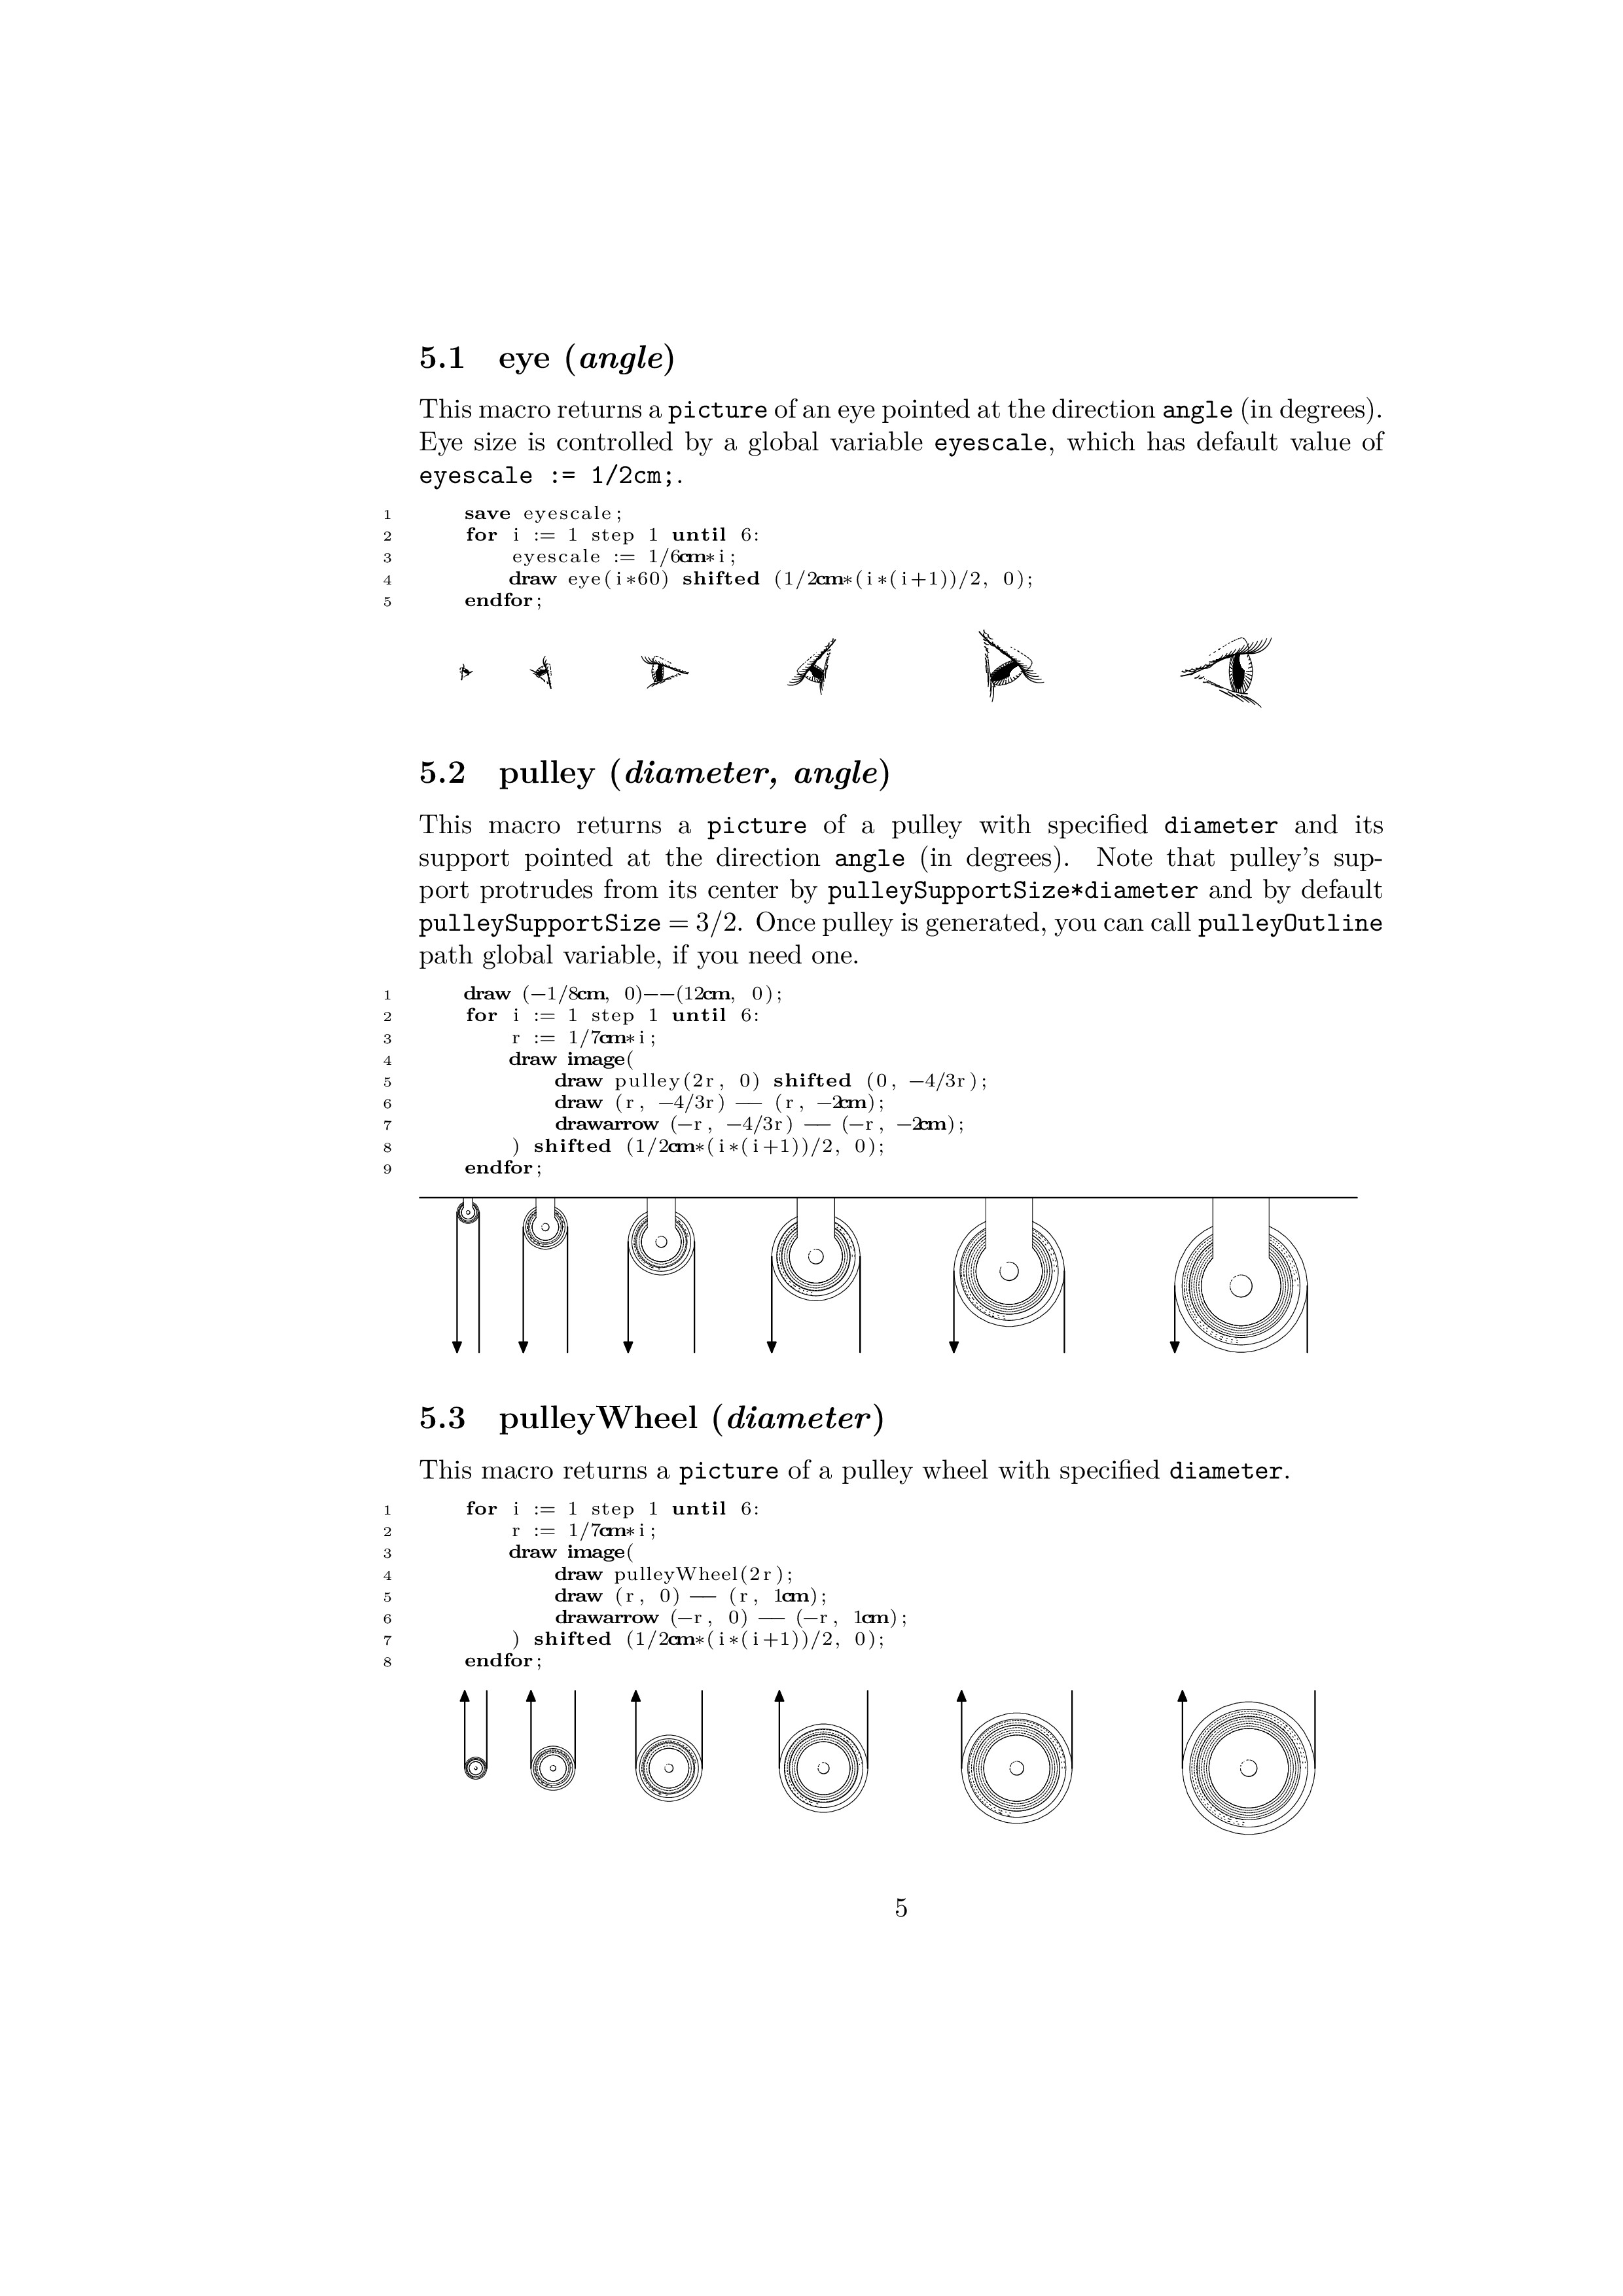 5.1 eye (angle)
This macro returns a picture of an eye pointed at the direction angle (in degrees).
Eye size is controlled by a global variable eyescale, which has default value of
eyescale := 1/2cm;.
1 save eyescale;
2 for i := 1 step 1 until 6:
3 eyescale := 1/6cm*i;
4 draw eye(i*60) shifted (1/2cm*(i*(i+1))/2, 0);
5 endfor;
5.2 pulley (diameter, angle)
This macro returns a picture of a pulley with specified diameter and its
support pointed at the direction angle (in degrees). Note that pulley's sup-
port protrudes from its center by pulleySupportSize*diameter and by default
pulleySupportSize = 3/2. Once pulley is generated, you can call pulleyOutline
path global variable, if you need one.
1 draw (−1/8cm, 0)−−(12cm, 0);
2 for i := 1 step 1 until 6:
3 r := 1/7cm*i;
4 draw image(
5 draw pulley(2r, 0) shifted (0, −4/3r);
6 draw (r, −4/3r) −− (r, −2cm);
7 drawarrow (−r, −4/3r) −− (−r, −2cm);
8 ) shifted (1/2cm*(i*(i+1))/2, 0);
9 endfor;
5.3 pulleyWheel (diameter)
This macro returns a picture of a pulley wheel with specified diameter.
1 for i := 1 step 1 until 6:
2 r := 1/7cm*i;
3 draw image(
4 draw pulleyWheel(2r);
5 draw (r, 0) −− (r, 1cm);
6 drawarrow (−r, 0) −− (−r, 1cm);
7 ) shifted (1/2cm*(i*(i+1))/2, 0);
8 endfor;
5